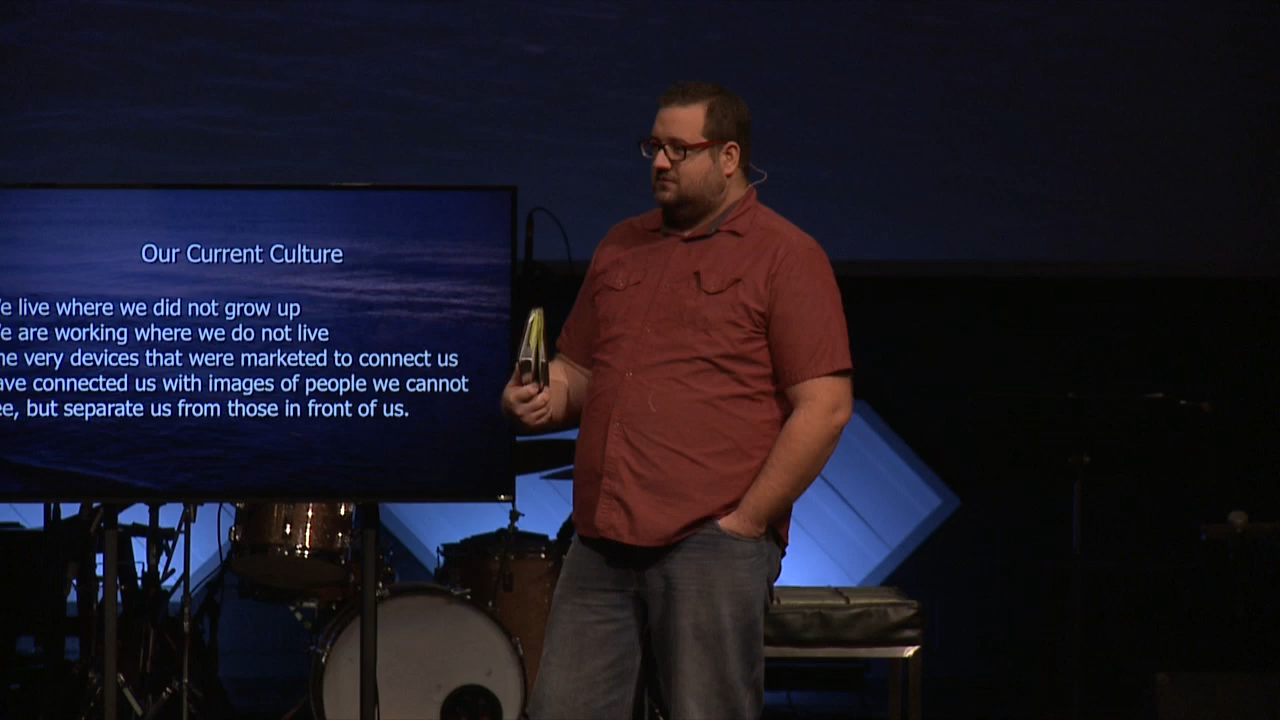 Our Current Culture
e live where we did not grow up
e are working where we do not live
he very devices that were marketed to connect us
ave connected us with images of people we cannot
ee, but separate us from those in front of us.